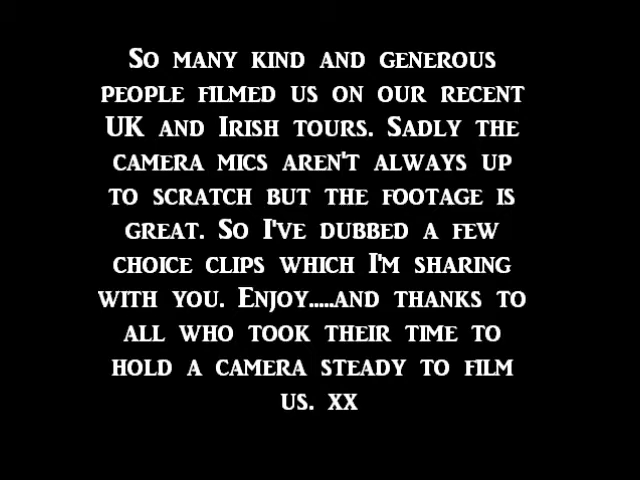 So many kind and generous
people filmed us on our recent
UK and Irish tours. Sadly the
camera mics aren't always up
to scratch but the footage is
great. So I've dubbed a few
choice clips which I'm sharing
with you. Enjoy.....and thanks to
all who took their time to
hold a camera steady to film
us. xx